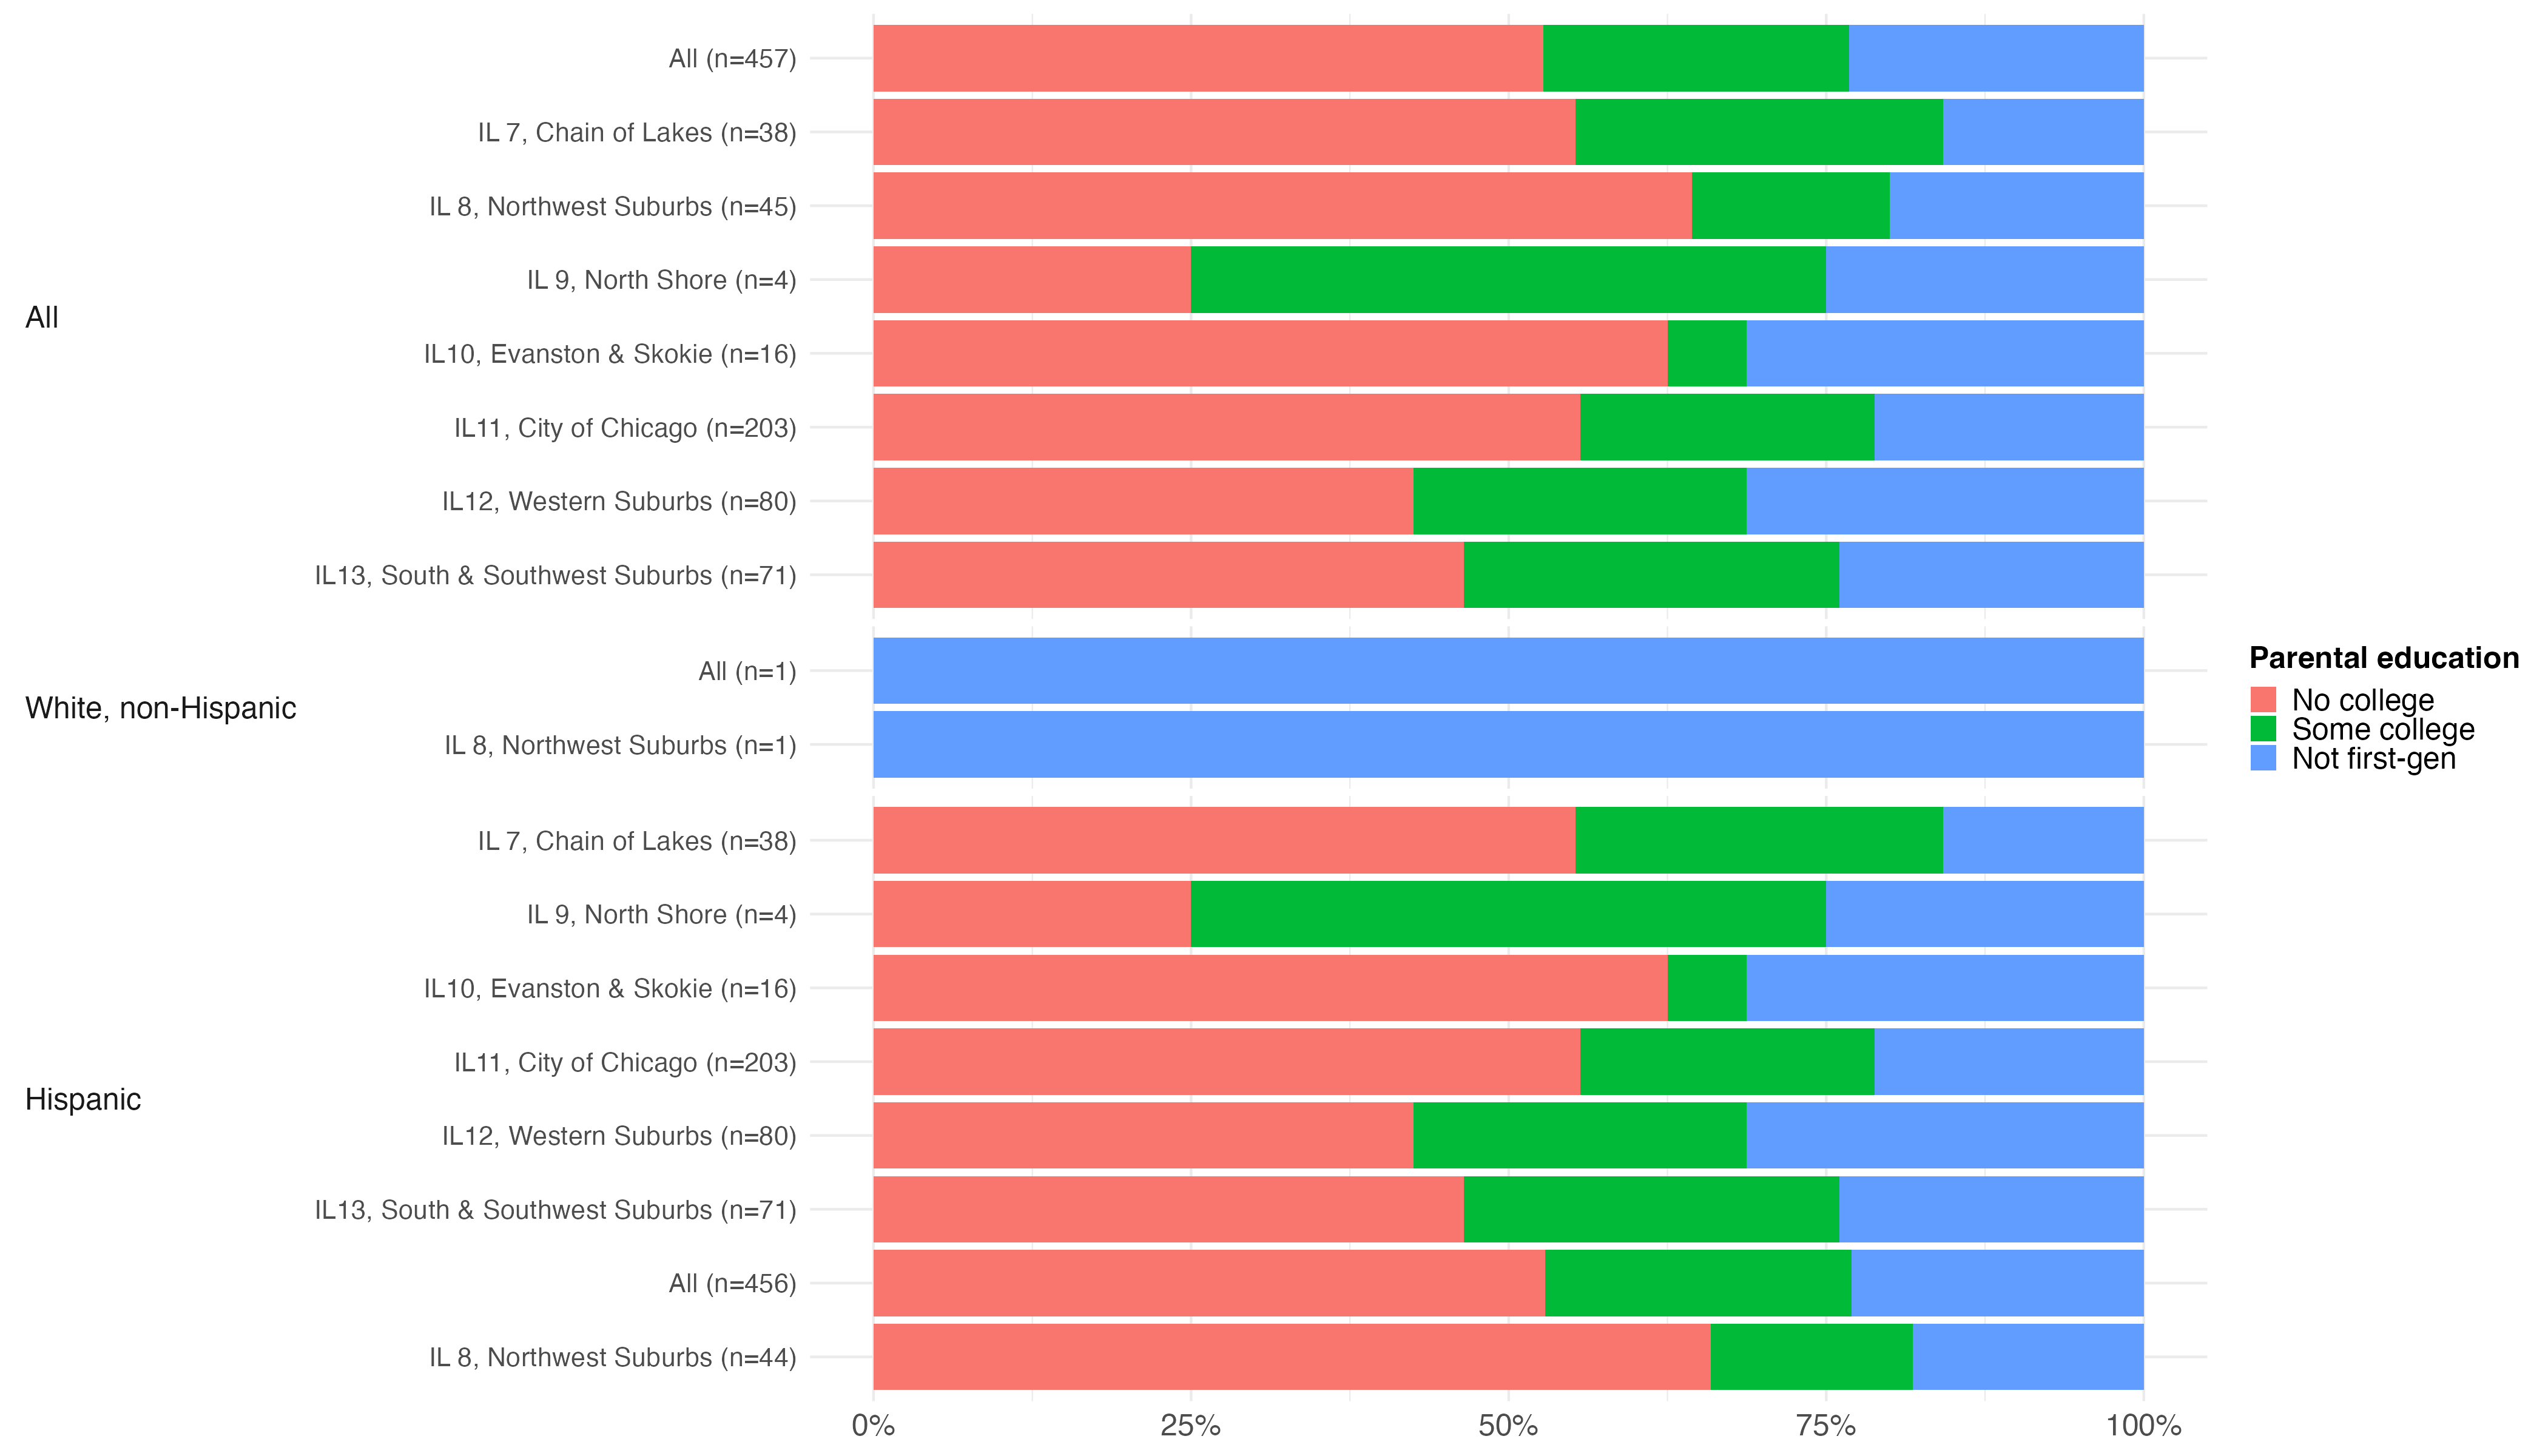 All
All (n=457)
IL 7, Chain of Lakes (n=38)
IL 8, Northwest Suburbs (n=45)
IL 9, North Shore (n=4)
IL10, Evanston & Skokie (n=16)
IL11, City of Chicago (n=203)
IL12, Western Suburbs (n=80)
IL13, South & Southwest Suburbs (n=71)
White, non-Hispanic
All (n=1)
IL 8, Northwest Suburbs (n=1)
Hispanic
IL 7, Chain of Lakes (n=38)
IL 9, North Shore (n=4)
IL10, Evanston & Skokie (n=16)
IL11, City of Chicago (n=203)
IL12, Western Suburbs (n=80)
IL13, South & Southwest Suburbs (n=71)
All (n=456)
IL 8, Northwest Suburbs (n=44)
0% 25% 50% 75% 100%
Parental education
No college
Some college
Not first-gen